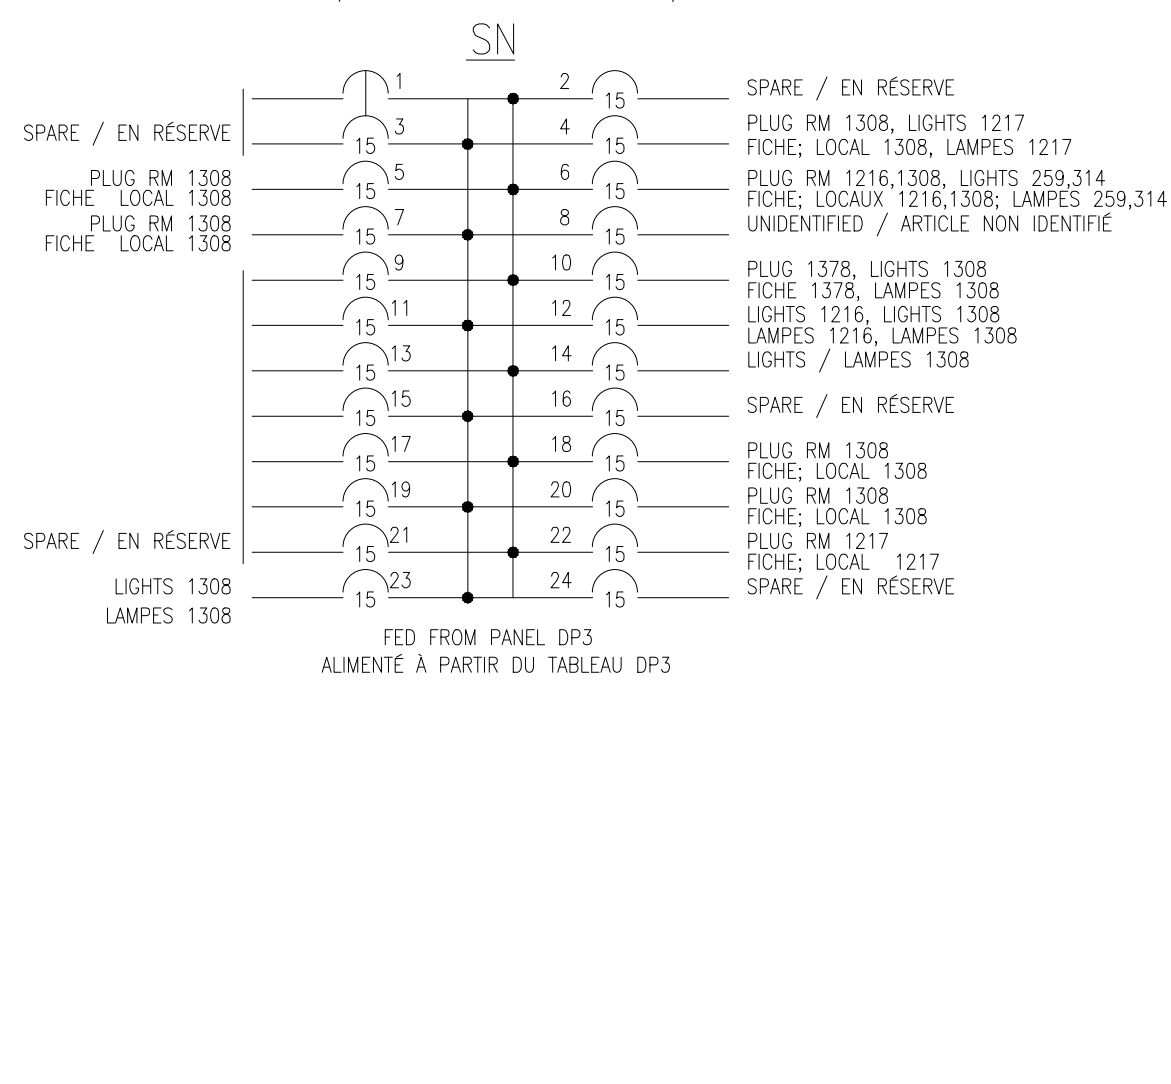 SN
1 2 15 SPARE / EN RÉSERVE
SPARE / EN RÉSERVE 15 3 4 15 PLUG RM 1308, LIGHTS 1217
FICHE; LOCAL 1308, LAMPES 1217
PLUG RM 1308 15 5 6 15 PLUG RM 1216,1308, LIGHTS 259,314
FICHE LOCAL 1308 FICHE; LOCAUX 1216,1308; LAMPES 259,314
PLUG RM 1308 15 7 8 15 UNIDENTIFIED / ARTICLE NON IDENTIFIÉ
FICHE LOCAL 1308
15 9 10 15 PLUG 1378, LIGHTS 1308
FICHE 1378, LAMPES 1308
15 11 12 15 LIGHTS 1216, LIGHTS 1308
LAMPES 1216, LAMPES 1308
15 13 14 15 LIGHTS / LAMPES 1308
15 15 16 15 SPARE / EN RÉSERVE
15 17 18 15 PLUG RM 1308
FICHE; LOCAL 1308
15 19 20 15 PLUG RM 1308
FICHE; LOCAL 1308
SPARE / EN RÉSERVE 15 21 22 15 PLUG RM 1217
FICHE; LOCAL 1217
LIGHTS 1308 15 23 24 15 SPARE / EN RÉSERVE
LAMPES 1308
FED FROM PANEL DP3
ALIMENTÉ À PARTIR DU TABLEAU DP3